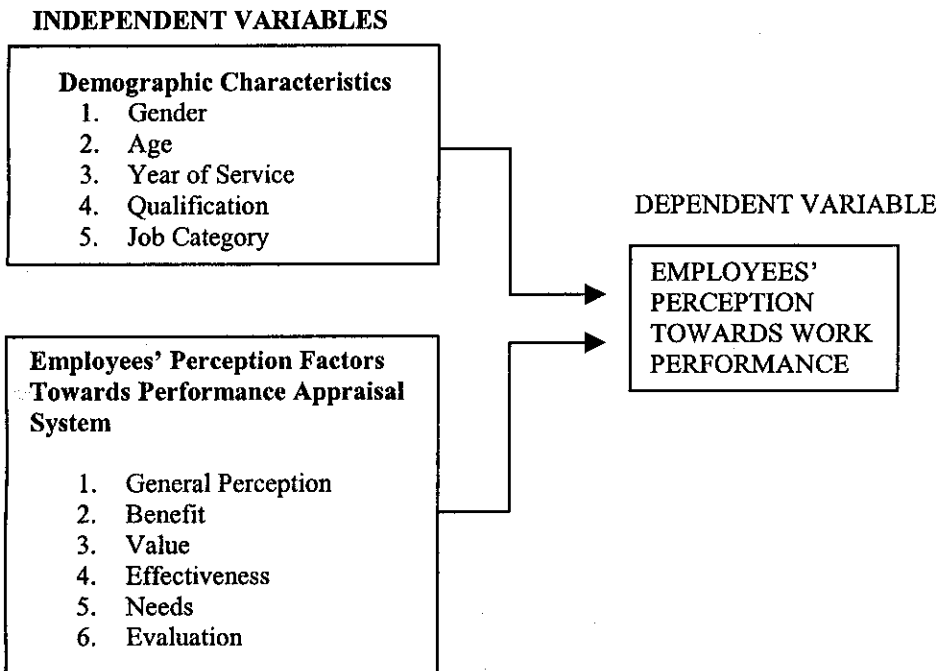 INDEPENDENT VARIABLES
Demographic Characteristics
1. Gender
2. Age
3. Year of Service
4. Qualification
5. Job Category
DEPENDENT VARIABLE
EMPLOYEES'
PERCEPTION
TOWARDS WORK
PERFORMANCE
Employees' Perception Factors
Towards Performance Appraisal
System
1. General Perception
2. Benefit
3. Value
4. Effectiveness
5. Needs
6. Evaluation